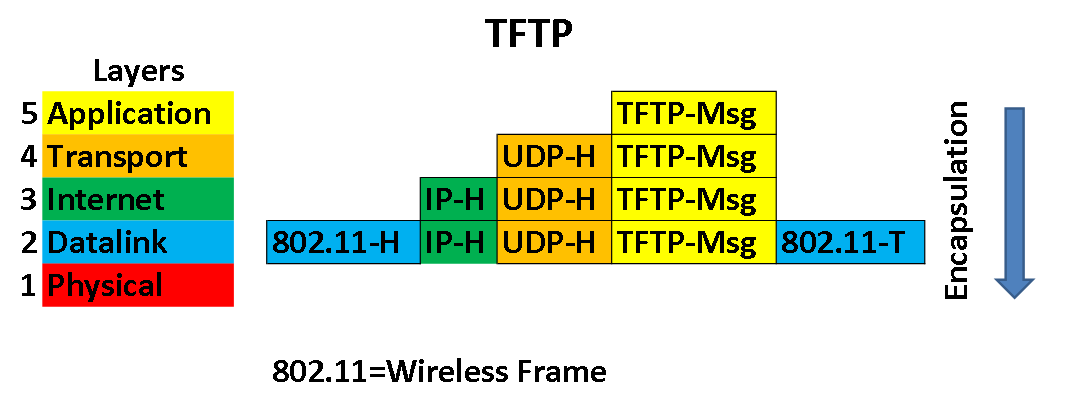 TFTP
Layers
5 Application TFTP-Msg
4 Transport UDP-H TFTP-Msg
3 Internet IP-H UDP-H TFTP-Msg
2 Datalink 802.11-H IP-H UDP-H TFTP-Msg 802.11-T
1 Physical
Encapsulation
802.11=Wireless Frame